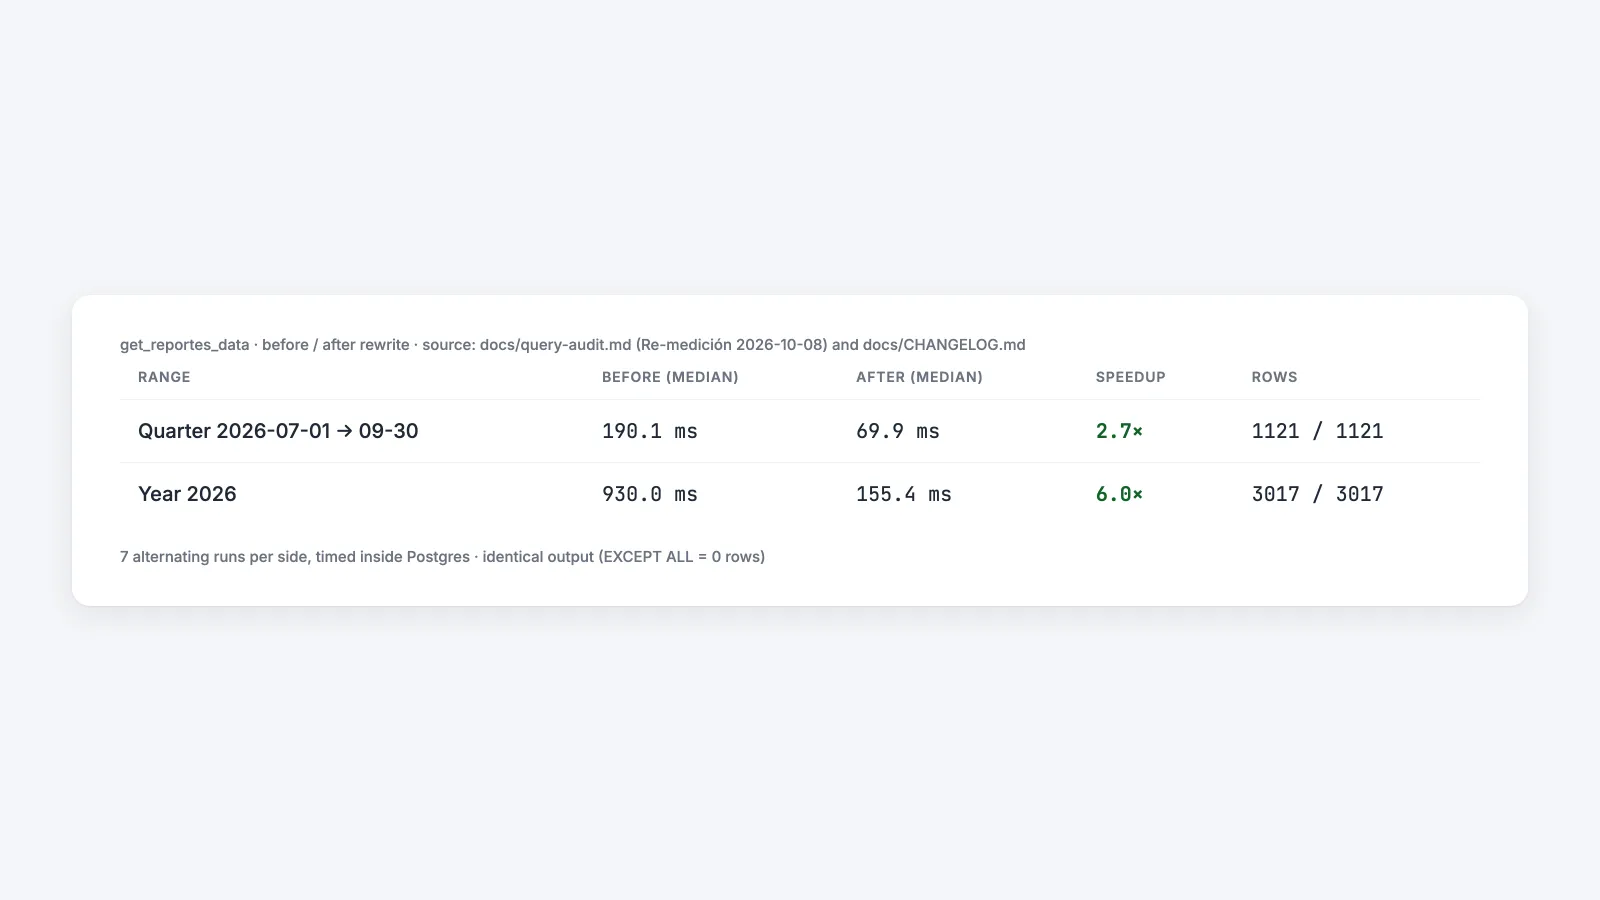 get_reportes_data · before / after rewrite · source: docs/query-audit.md (Re-medición 2026-10-08) and docs/CHANGELOG.md
RANGE BEFORE (MEDIAN) AFTER (MEDIAN) SPEEDUP ROWS
Quarter 2026-07-01 → 09-30 190.1 ms 69.9 ms 2.7× 1121 / 1121
Year 2026 930.0 ms 155.4 ms 6.0× 3017 / 3017
7 alternating runs per side, timed inside Postgres · identical output (EXCEPT ALL = 0 rows)